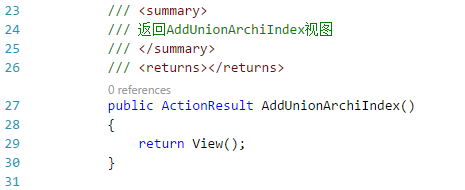 23 /// <summary>
24 /// 返回AddUnionArchiIndex视图
25 /// </summary>
26 /// <returns></returns>
0 references
27 public ActionResult AddUnionArchiIndex()
28 {
29 return View();
30 }
31